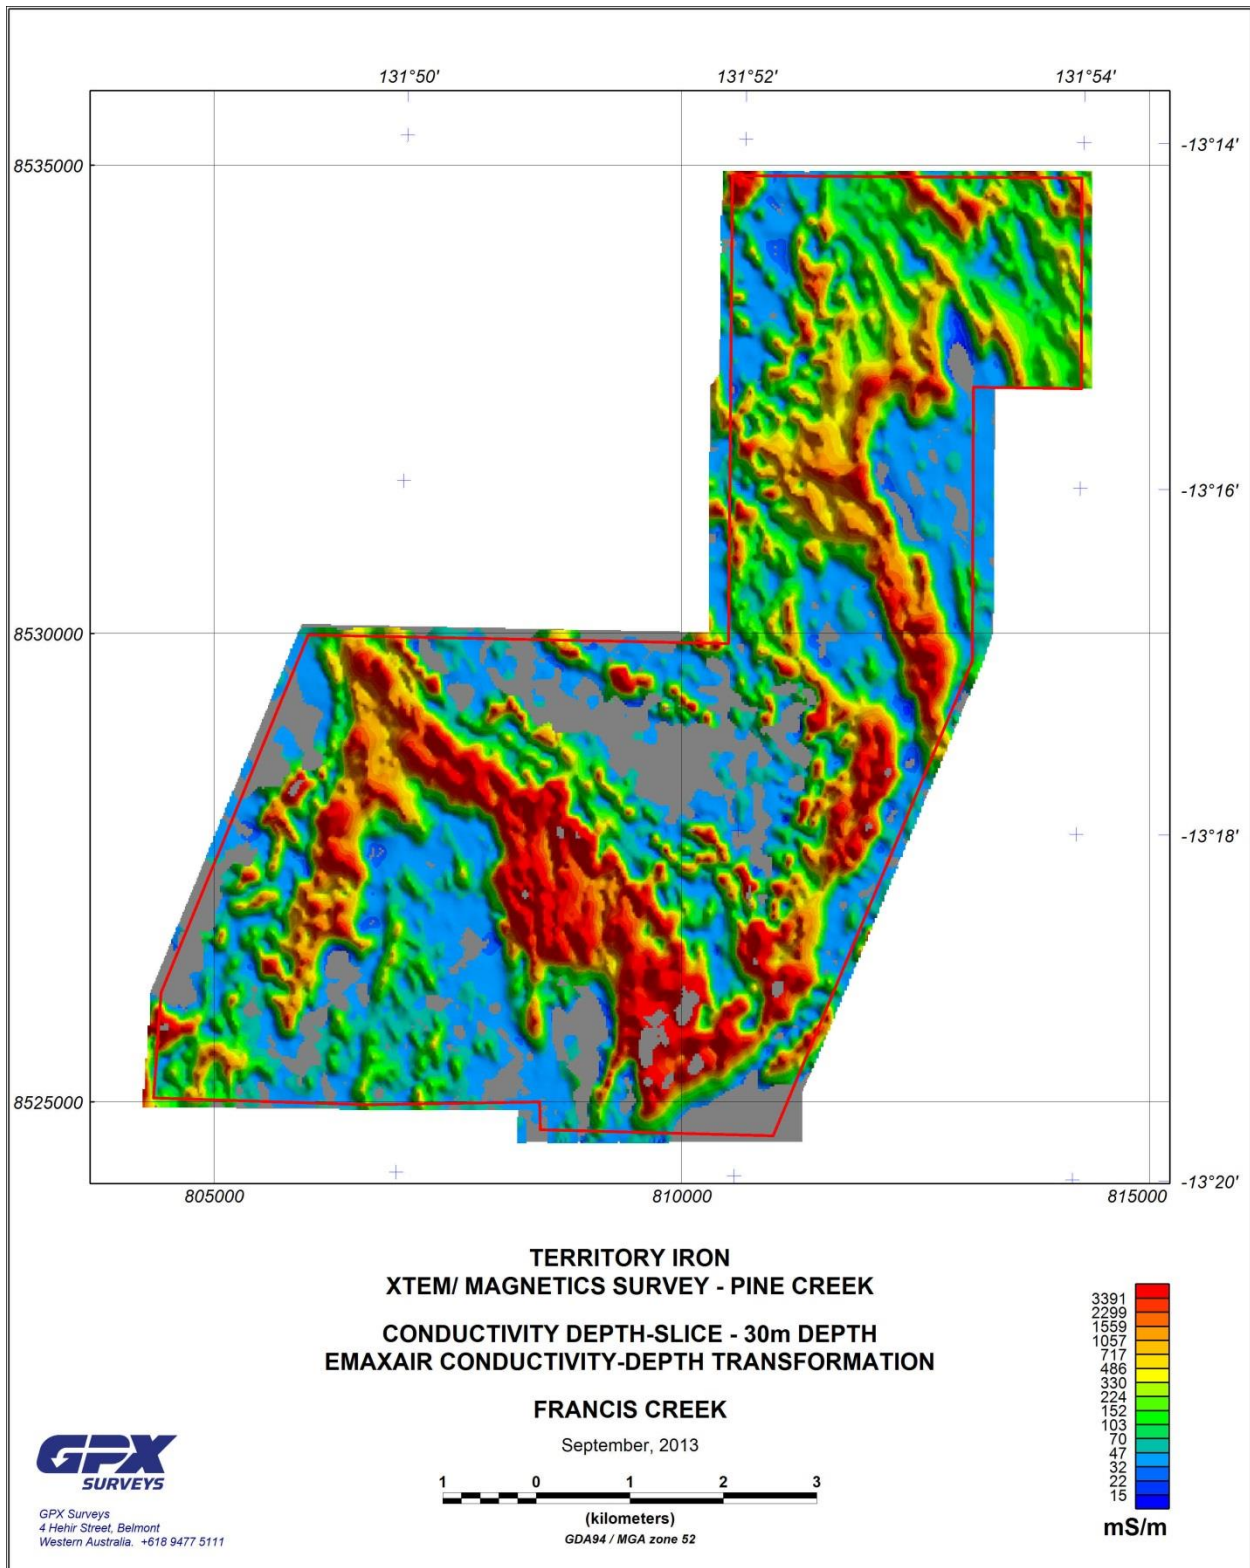 131°50' 131°52' 131°54'
8535000
-13°14'
-13°16'
8530000
-13°18'
8525000
-13°20'
805000 810000 815000
TERRITORY IRON
XTEM/ MAGNETICS SURVEY - PINE CREEK
CONDUCTIVITY DEPTH-SLICE - 30m DEPTH
EMAXAIR CONDUCTIVITY-DEPTH TRANSFORMATION
FRANCIS CREEK
September, 2013
1 0 1 2 3
(kilometers)
GDA94 / MGA zone 52
3391
2299
1559
1057
717
486
330
224
152
103
70
47
32
22
15
mS/m
GPX
SURVEYS
GPX Surveys
4 Hehir Street, Belmont
Western Australia. +618 9477 5111